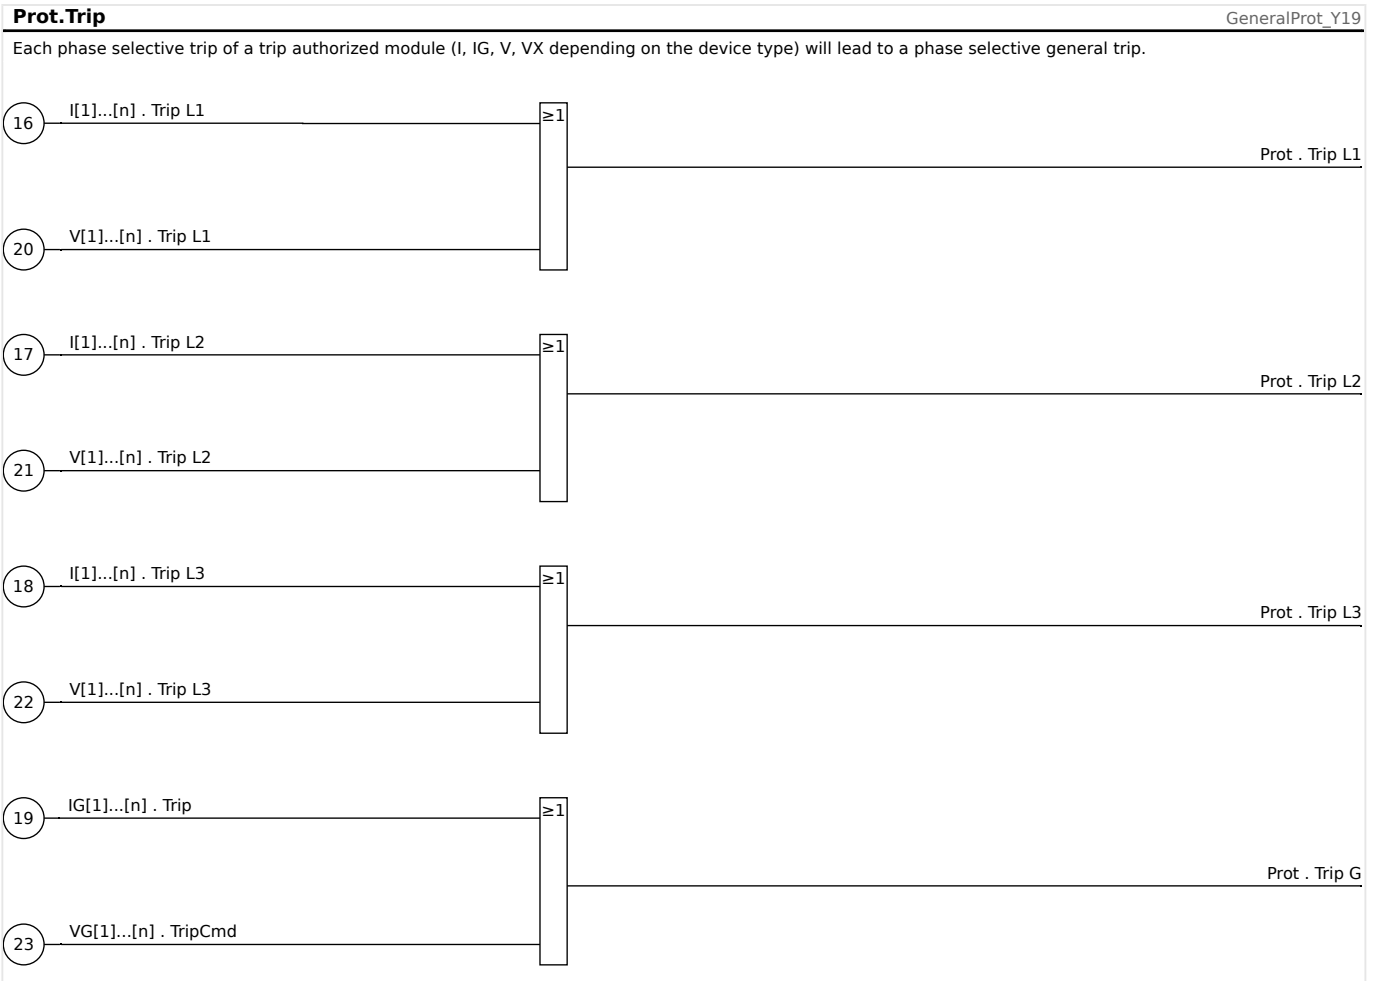 Prot.Trip
GeneralProt_Y19
Each phase selective trip of a trip authorized module (I, IG, V, VX depending on the device type) will lead to a phase selective general trip.
I[1]...[n] . Trip L1
16
≥1
Prot . Trip L1
V[1]...[n] . Trip L1
20
I[1]...[n] . Trip L2
17
≥1
Prot . Trip L2
V[1]...[n] . Trip L2
21
I[1]...[n] . Trip L3
18
≥1
Prot . Trip L3
V[1]...[n] . Trip L3
22
IG[1]...[n] . Trip
19
≥1
Prot . Trip G
VG[1]...[n] . TripCmd
23